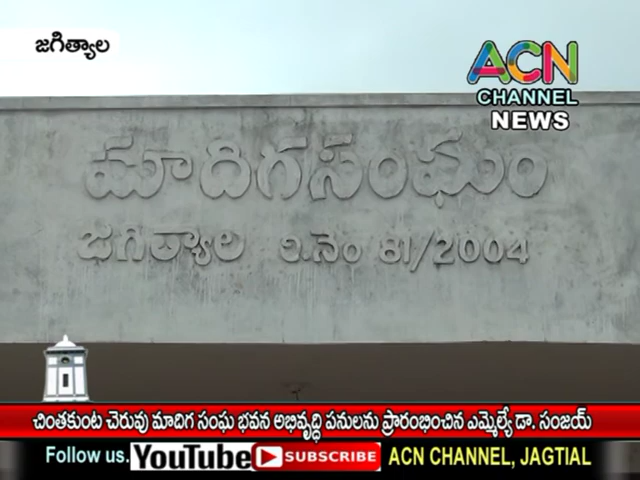 జగిత్యాల
ACN
CHANNEL
NEWS
మాదిగసంఘం
జగిత్యాల రి.నెం 81/2004
చింతకుంట చెరువు మాదిగ సంఘ భవన అభివృద్ధి పనులను ప్రారంభించిన ఎమ్మెల్యే డా. సంజయ్
Follow us. YouTube SUBSCRIBE ACN CHANNEL, JAGTIAL